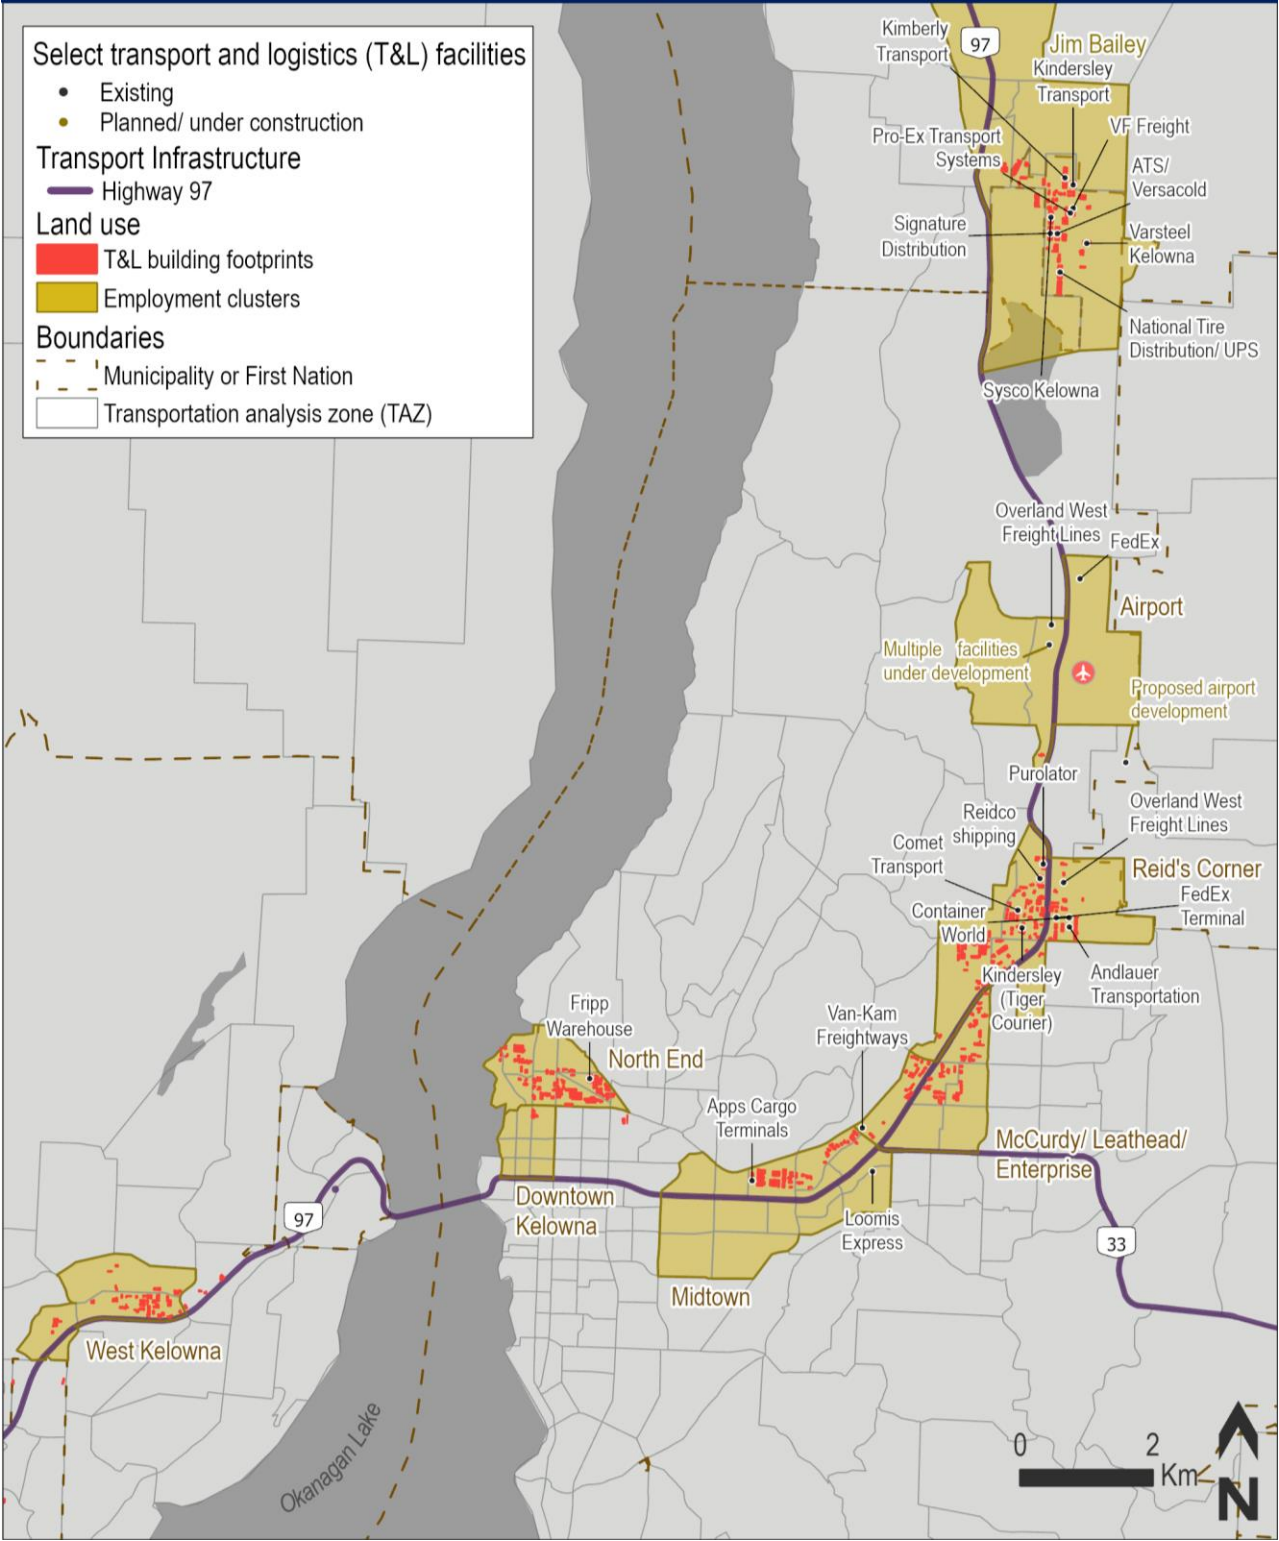 Select transport and logistics (T&L) facilities
Existing
Planned/ under construction
Transport Infrastructure
Highway 97
Land use
T&L building footprints
Employment clusters
Boundaries
Municipality or First Nation
Transportation analysis zone (TAZ)
Kimberly
Transport
97
Jim Bailey
Kindersley
Transport
VF Freight
Pro-Ex Transport
Systems
ATS/
Versacold
Signature
Distribution
Varsteel
Kelowna
National Tire
Distribution/ UPS
Sysco Kelowna
Overland West
Freight Lines
FedEx
Airport
Multiple facilities
under development
Proposed airport
development
Purolator
Reidco
shipping
Overland West
Freight Lines
Comet
Transport
Reid's Corner
FedEx
Terminal
Container
World
Kindersley
(Tiger
Courier)
Andlauer
Transportation
Fripp
Warehouse
North End
Van-Kam
Freightways
Apps Cargo
Terminals
McCurdy/ Leathead/
Enterprise
Downtown
Kelowna
97
Loomis
Express
33
Midtown
West Kelowna
Okanagan Lake
0 2
Km
N